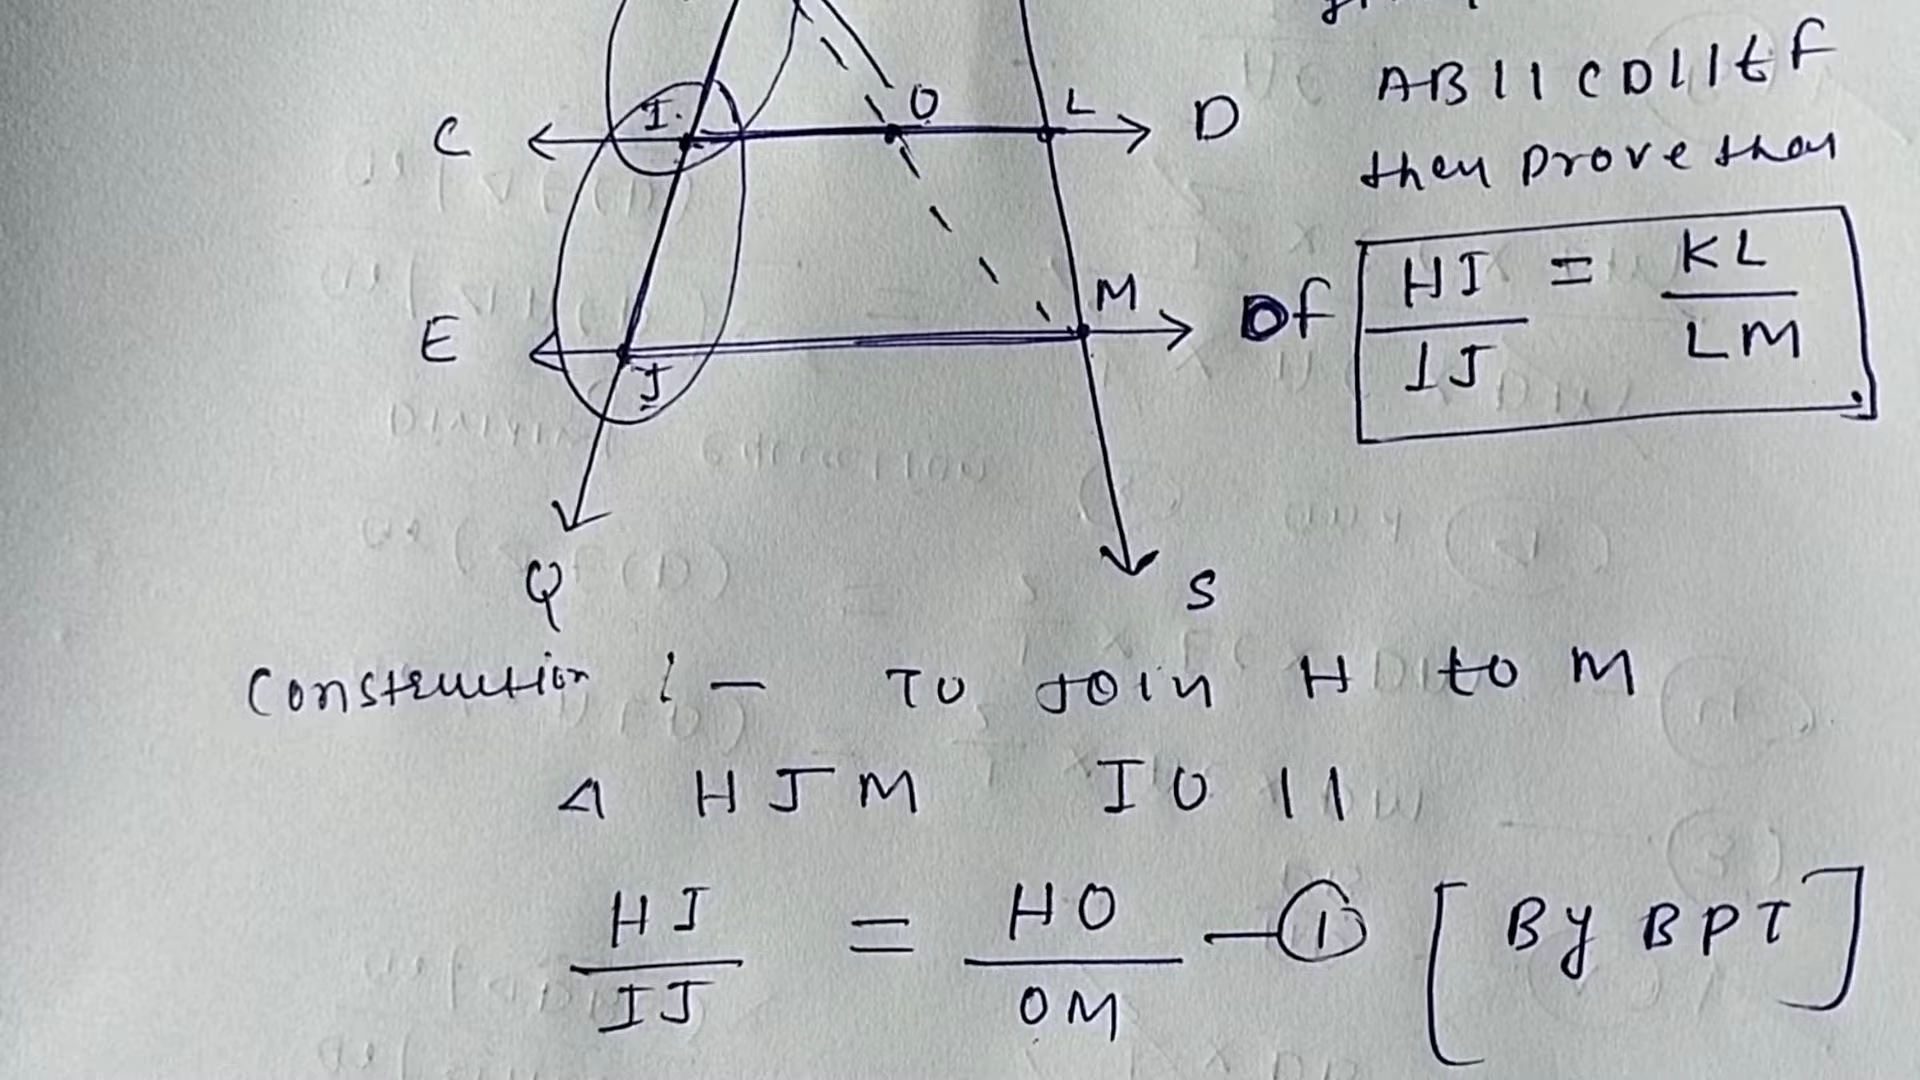 AB || CD || EF
then prove that
I O L
C D
HI = KL
IJ LM
M
E F
J
Q
S
Construction :- To Join H to M
△ HJM IO ||
HI = HO — ① [By BPT]
IJ OM